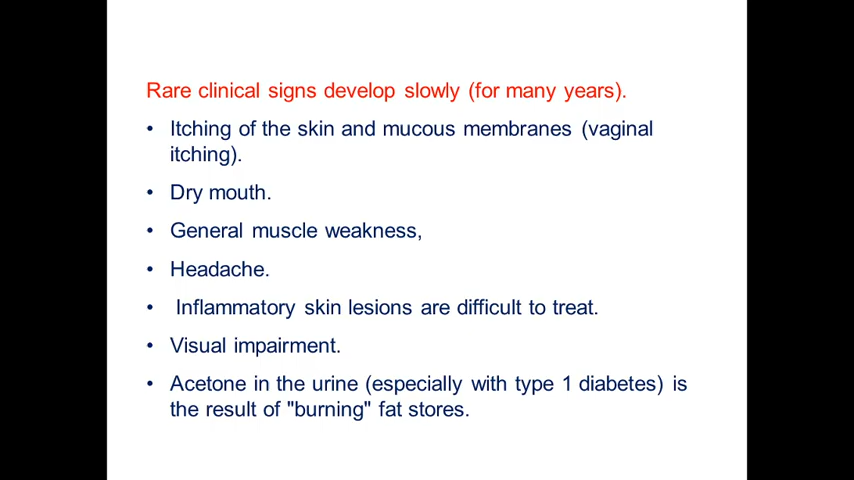 Rare clinical signs develop slowly (for many years).
• Itching of the skin and mucous membranes (vaginal
itching).
• Dry mouth.
• General muscle weakness,
• Headache.
• Inflammatory skin lesions are difficult to treat.
• Visual impairment.
• Acetone in the urine (especially with type 1 diabetes) is
the result of "burning" fat stores.